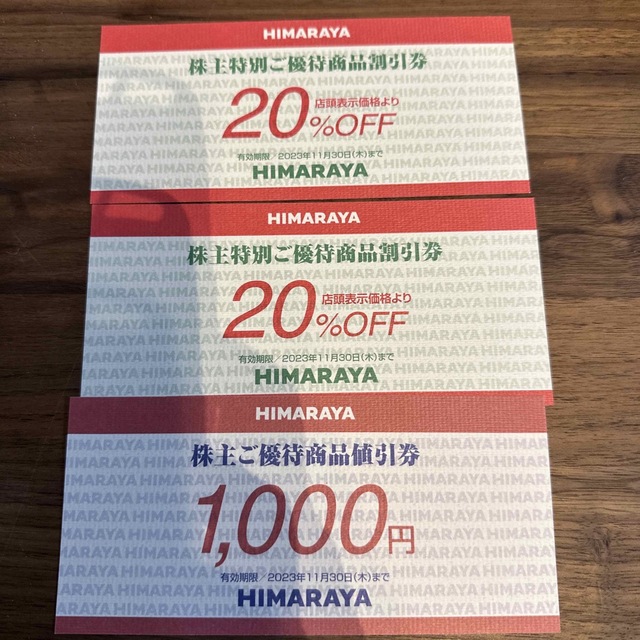 HIMARAYA
株主特別ご優待商品割引券
20%OFF
店頭表示価格より
有効期限/2023年11月30日(木)まで
HIMARAYA
HIMARAYA
株主特別ご優待商品割引券
20%OFF
店頭表示価格より
有効期限/2023年11月30日(木)まで
HIMARAYA
HIMARAYA
株主ご優待商品値引券
1,000円
有効期限/2023年11月30日(木)まで
HIMARAYA